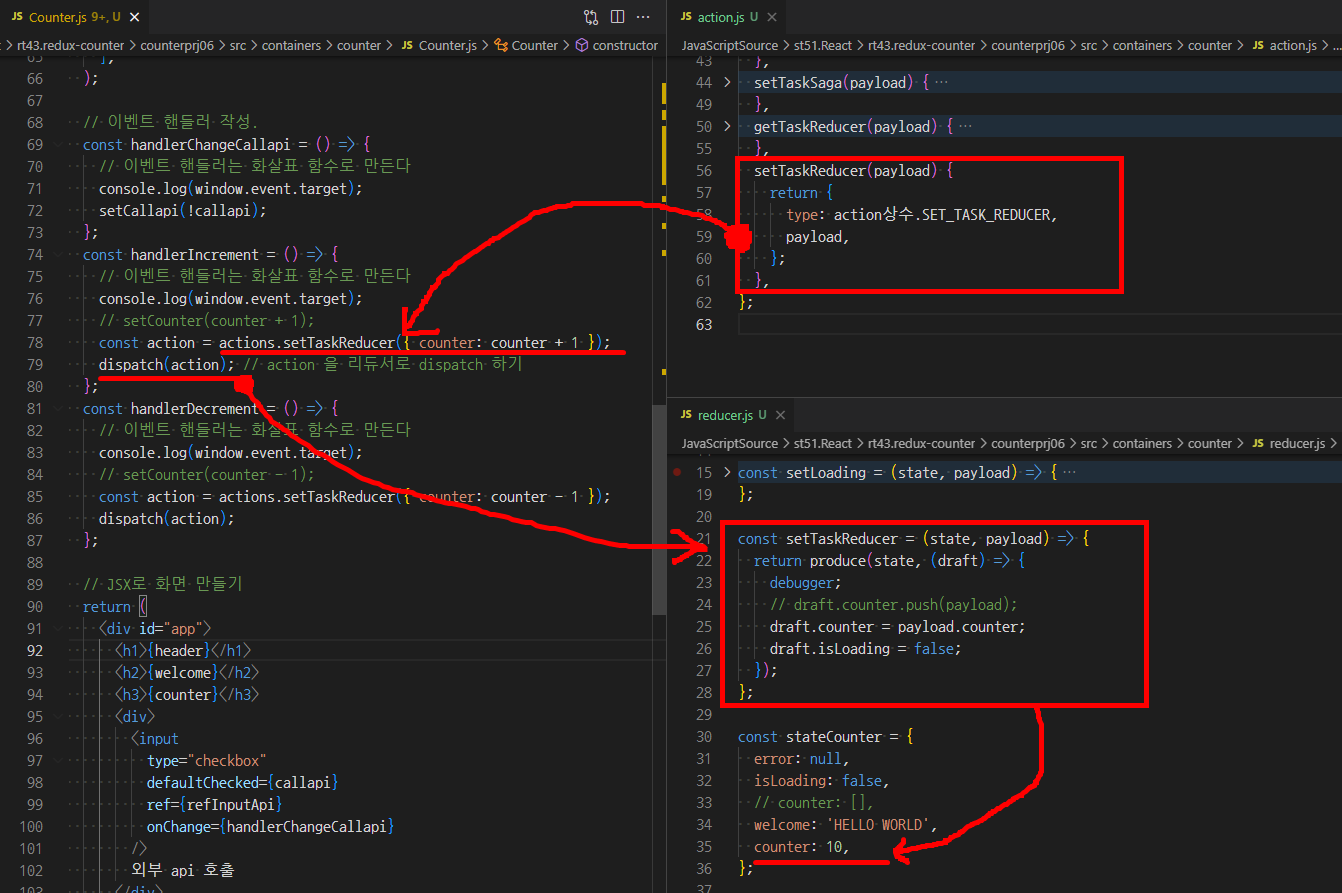 JS Counter.js 9+, U ×
> rt43.redux-counter > counterprj06 > src > containers > counter > JS Counter.js > Counter > constructor
66 );
67
68 // 이벤트 핸들러 작성.
69 const handlerChangeCallapi = () => {
70 // 이벤트 핸들러는 화살표 함수로 만든다
71 console.log(window.event.target);
72 setCallapi(!callapi);
73 };
74 const handlerIncrement = () => {
75 // 이벤트 핸들러는 화살표 함수로 만든다
76 console.log(window.event.target);
77 // setCounter(counter + 1);
78 const action = actions.setTaskReducer({ counter: counter + 1 });
79 dispatch(action); // action 을 리듀서로 dispatch 하기
80 };
81 const handlerDecrement = () => {
82 // 이벤트 핸들러는 화살표 함수로 만든다
83 console.log(window.event.target);
84 // setCounter(counter - 1);
85 const action = actions.setTaskReducer({ counter: counter - 1 });
86 dispatch(action);
87 };
88
89 // JSX로 화면 만들기
90 return (
91 <div id="app">
92 <h1>{header}</h1>
93 <h2>{welcome}</h2>
94 <h3>{counter}</h3>
95 <div>
96 <input
97 type="checkbox"
98 defaultChecked={callapi}
99 ref={refInputApi}
100 onChange={handlerChangeCallapi}
101 />
102 외부 api 호출
103 </div>
JS action.js U ×
JavaScriptSource > st51.React > rt43.redux-counter > counterprj06 > src > containers > counter > JS action.js > ...
43 },
44 setTaskSaga(payload) { ...
49 },
50 getTaskReducer(payload) { ...
55 },
56 setTaskReducer(payload) {
57 return {
58 type: action상수.SET_TASK_REDUCER,
59 payload,
60 };
61 },
62 };
63
JS reducer.js U ×
JavaScriptSource > st51.React > rt43.redux-counter > counterprj06 > src > containers > counter > JS reducer.js >
15 const setLoading = (state, payload) => { ...
19 };
20
21 const setTaskReducer = (state, payload) => {
22 return produce(state, (draft) => {
23 debugger;
24 // draft.counter.push(payload);
25 draft.counter = payload.counter;
26 draft.isLoading = false;
27 });
28 };
29
30 const stateCounter = {
31 error: null,
32 isLoading: false,
33 // counter: [],
34 welcome: 'HELLO WORLD',
35 counter: 10,
36 };
37